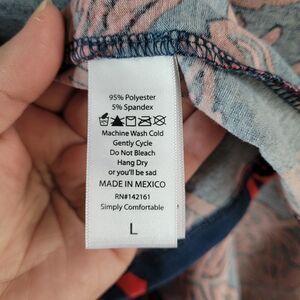 95% Polyester
5% Spandex
Machine Wash Cold
Gently Cycle
Do Not Bleach
Hang Dry
or you'll be sad
MADE IN MEXICO
RN#142161
Simply Comfortable
L